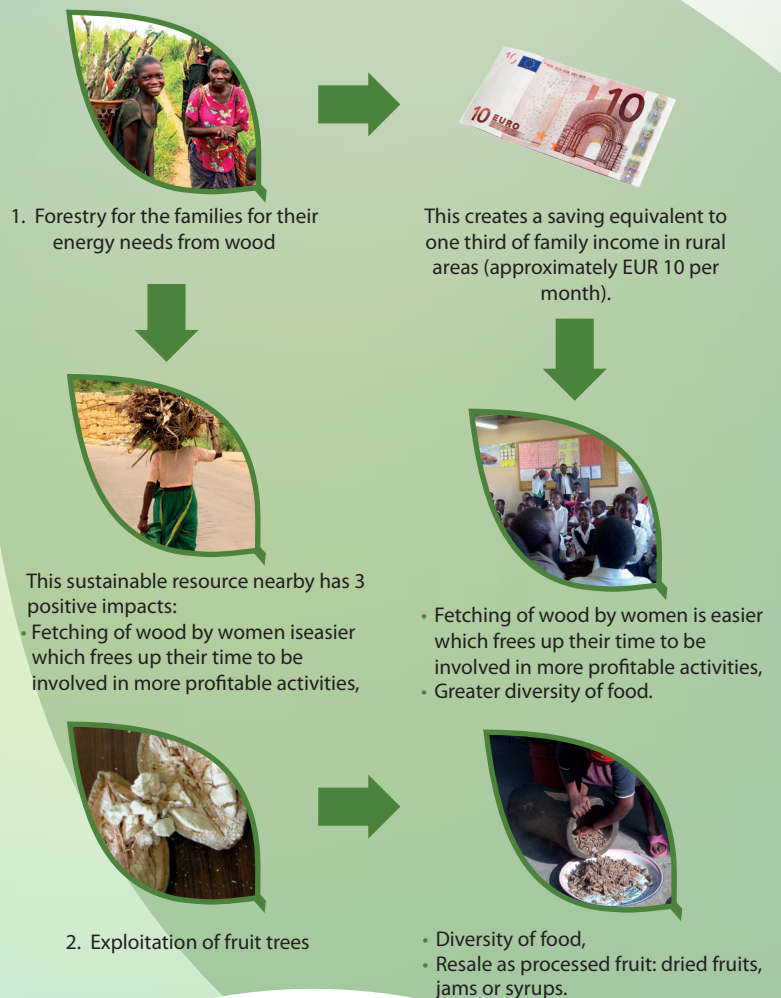 10 EURO
10
1. Forestry for the families for their
energy needs from wood
This creates a saving equivalent to
one third of family income in rural
areas (approximately EUR 10 per
month).
This sustainable resource nearby has 3
positive impacts:
• Fetching of wood by women iseasier
which frees up their time to be
involved in more profitable activities,
• Fetching of wood by women is easier
which frees up their time to be
involved in more profitable activities,
• Greater diversity of food.
2. Exploitation of fruit trees
• Diversity of food,
• Resale as processed fruit: dried fruits,
jams or syrups.